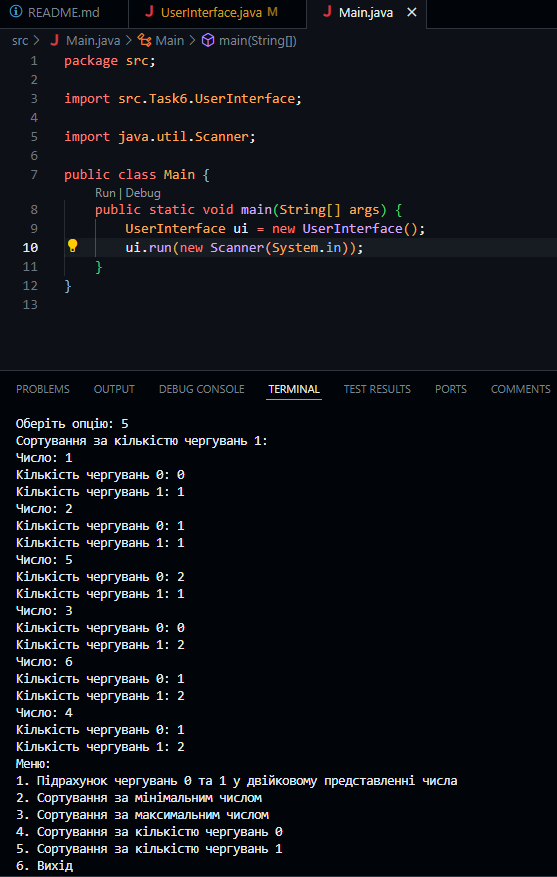 README.md UserInterface.java M Main.java
src > Main.java > Main > main(String[])
1 package src;
2
3 import src.Task6.UserInterface;
4
5 import java.util.Scanner;
6
7 public class Main {
Run | Debug
8 public static void main(String[] args) {
9 UserInterface ui = new UserInterface();
10 ui.run(new Scanner(System.in));
11 }
12 }
13
PROBLEMS OUTPUT DEBUG CONSOLE TERMINAL TEST RESULTS PORTS COMMENTS
Оберіть опцію: 5
Сортування за кількістю чергувань 1:
Число: 1
Кількість чергувань 0: 0
Кількість чергувань 1: 1
Число: 2
Кількість чергувань 0: 1
Кількість чергувань 1: 1
Число: 5
Кількість чергувань 0: 2
Кількість чергувань 1: 1
Число: 3
Кількість чергувань 0: 0
Кількість чергувань 1: 2
Число: 6
Кількість чергувань 0: 1
Кількість чергувань 1: 2
Число: 4
Кількість чергувань 0: 1
Кількість чергувань 1: 2
Меню:
1. Підрахунок чергувань 0 та 1 у двійковому представленні числа
2. Сортування за мінімальним числом
3. Сортування за максимальним числом
4. Сортування за кількістю чергувань 0
5. Сортування за кількістю чергувань 1
6. Вихід